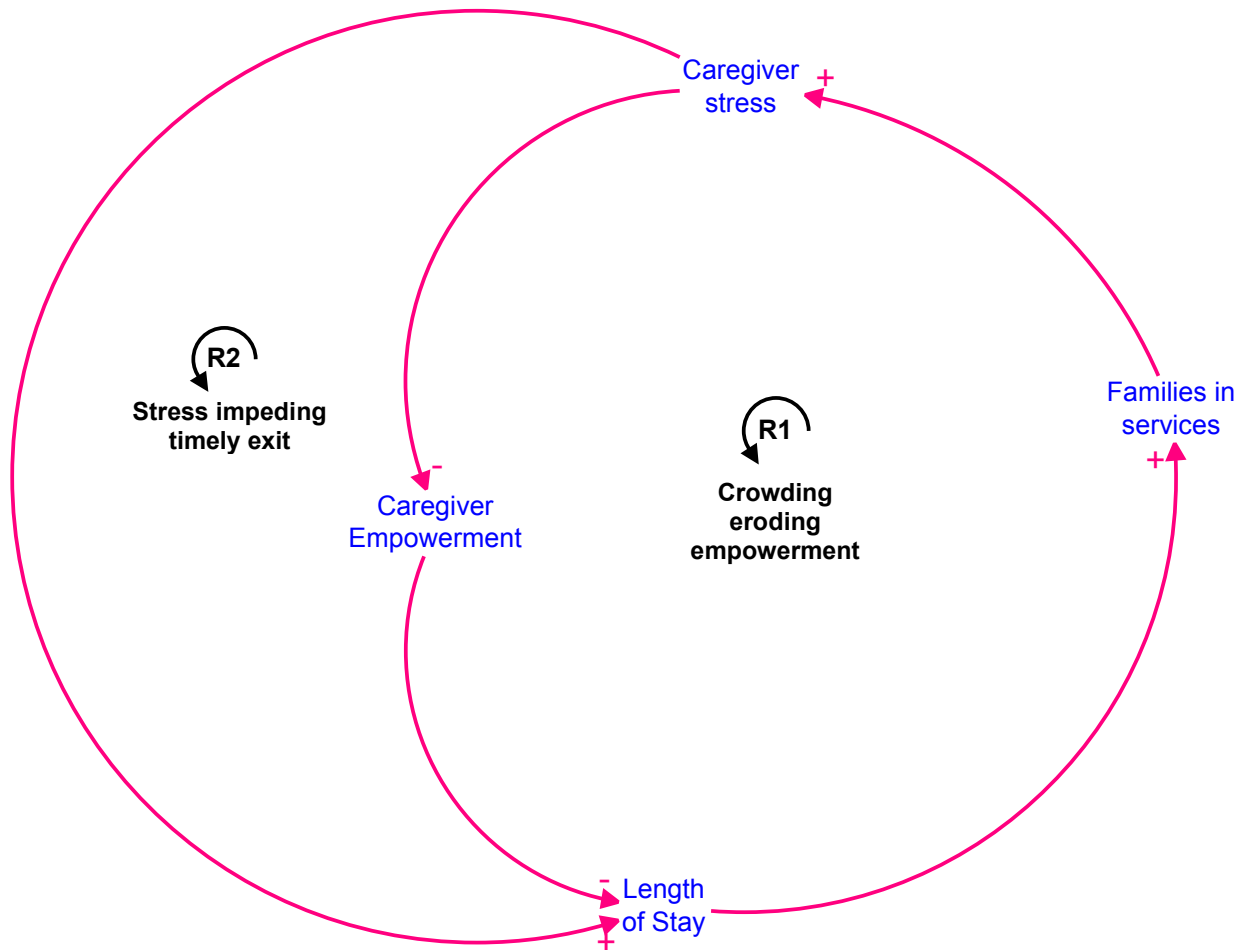 +
Caregiver
stress
R2
Stress impeding
timely exit
R1
Crowding
eroding
empowerment
Families in
services
+
-
Caregiver
Empowerment
-
Length
of Stay
+